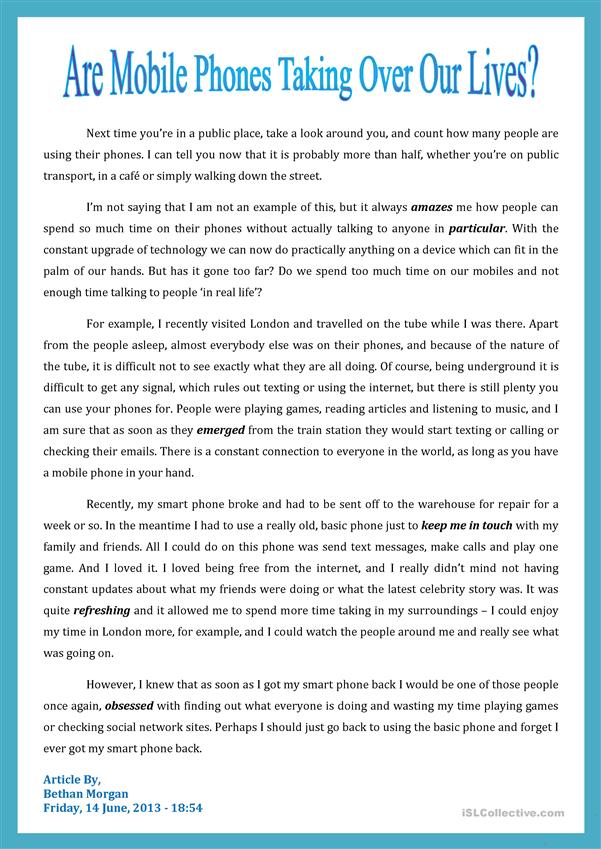 Are Mobile Phones Taking Over Our Lives?
Next time you're in a public place, take a look around you, and count how many people are
using their phones. I can tell you now that it is probably more than half, whether you're on public
transport, in a café or simply walking down the street.
I'm not saying that I am not an example of this, but it always amazes me how people can
spend so much time on their phones without actually talking to anyone in particular. With the
constant upgrade of technology we can now do practically anything on a device which can fit in the
palm of our hands. But has it gone too far? Do we spend too much time on our mobiles and not
enough time talking to people 'in real life'?
For example, I recently visited London and travelled on the tube while I was there. Apart
from the people asleep, almost everybody else was on their phones, and because of the nature of
the tube, it is difficult not to see exactly what they are all doing. Of course, being underground it is
difficult to get any signal, which rules out texting or using the internet, but there is still plenty you
can use your phones for. People were playing games, reading articles and listening to music, and I
am sure that as soon as they emerged from the train station they would start texting or calling or
checking their emails. There is a constant connection to everyone in the world, as long as you have
a mobile phone in your hand.
Recently, my smart phone broke and had to be sent off to the warehouse for repair for a
week or so. In the meantime I had to use a really old, basic phone just to keep me in touch with my
family and friends. All I could do on this phone was send text messages, make calls and play one
game. And I loved it. I loved being free from the internet, and I really didn't mind not having
constant updates about what my friends were doing or what the latest celebrity story was. It was
quite refreshing and it allowed me to spend more time taking in my surroundings – I could enjoy
my time in London more, for example, and I could watch the people around me and really see what
was going on.
However, I knew that as soon as I got my smart phone back I would be one of those people
once again, obsessed with finding out what everyone is doing and wasting my time playing games
or checking social network sites. Perhaps I should just go back to using the basic phone and forget I
ever got my smart phone back.
Article By,
Bethan Morgan
Friday, 14 June, 2013 - 18:54
iSLCollective.com